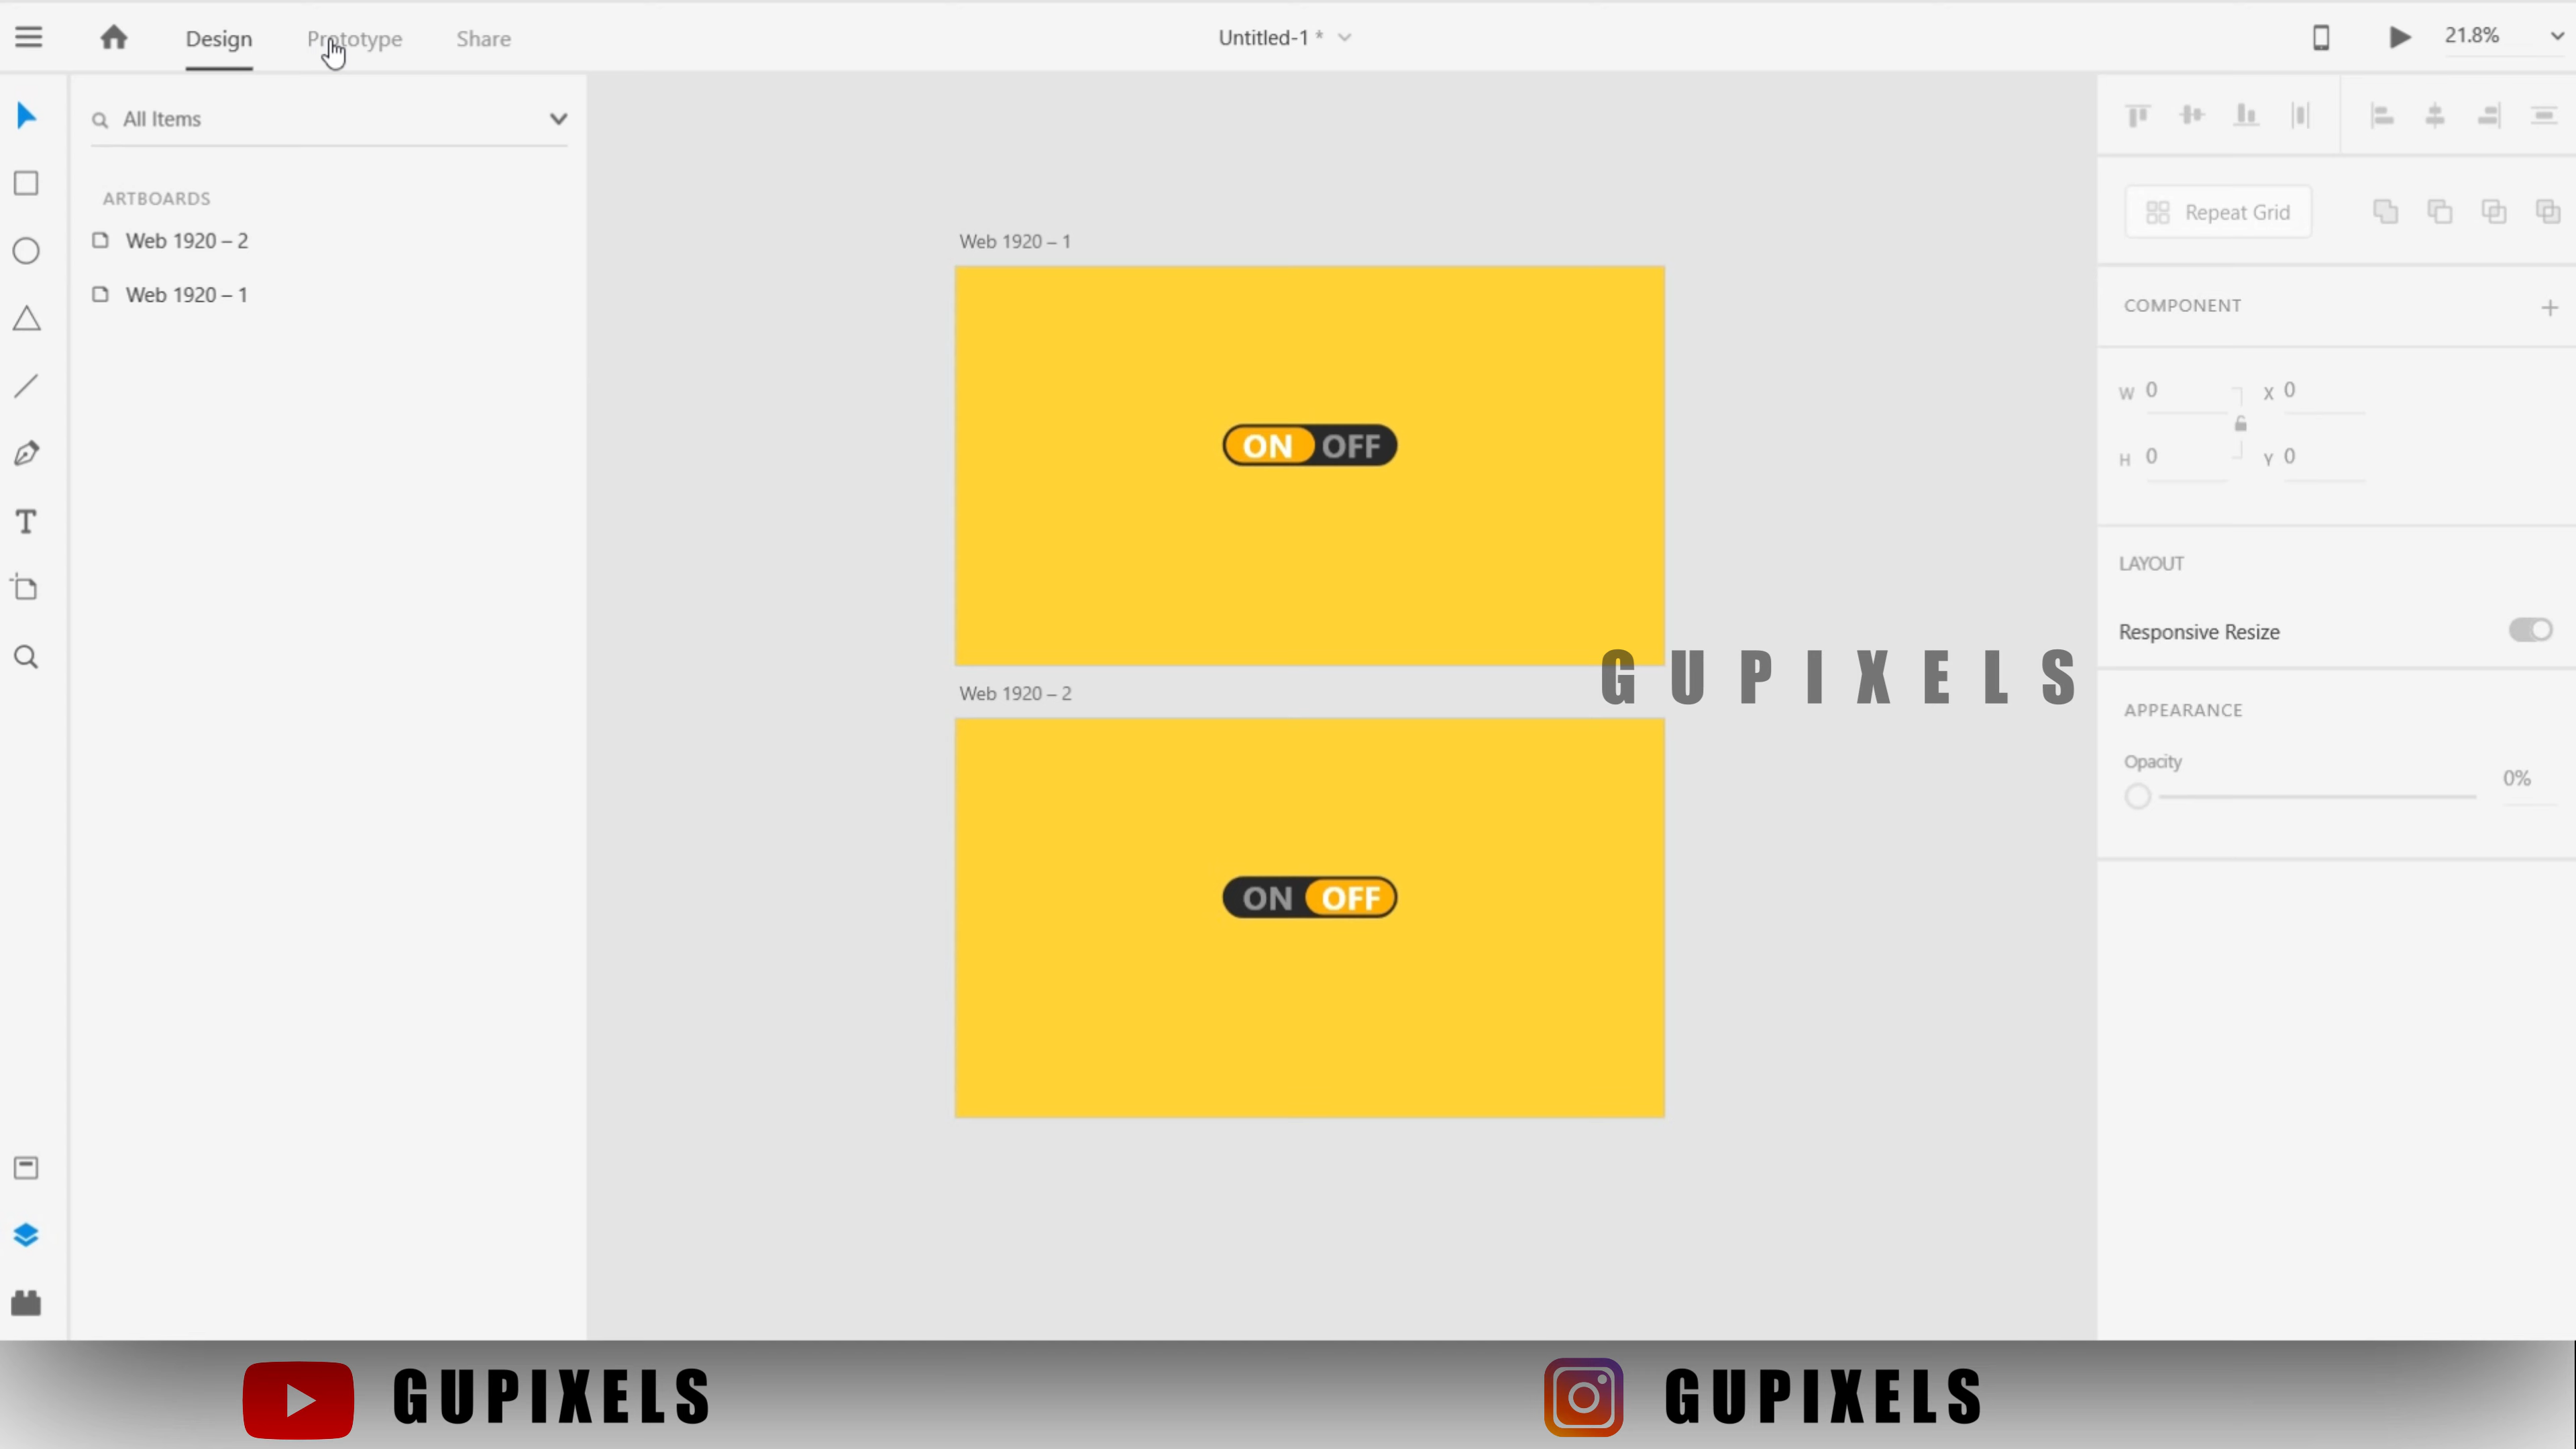 Design Prototype Share
Untitled-1 *
21.8%
All Items
ARTBOARDS
Web 1920 – 2
Web 1920 – 1
Web 1920 – 1
ON OFF
Web 1920 – 2
ON OFF
GUPIXELS
Repeat Grid
COMPONENT
W 0 X 0
H 0 Y 0
LAYOUT
Responsive Resize
APPEARANCE
Opacity
0%
GUPIXELS
GUPIXELS